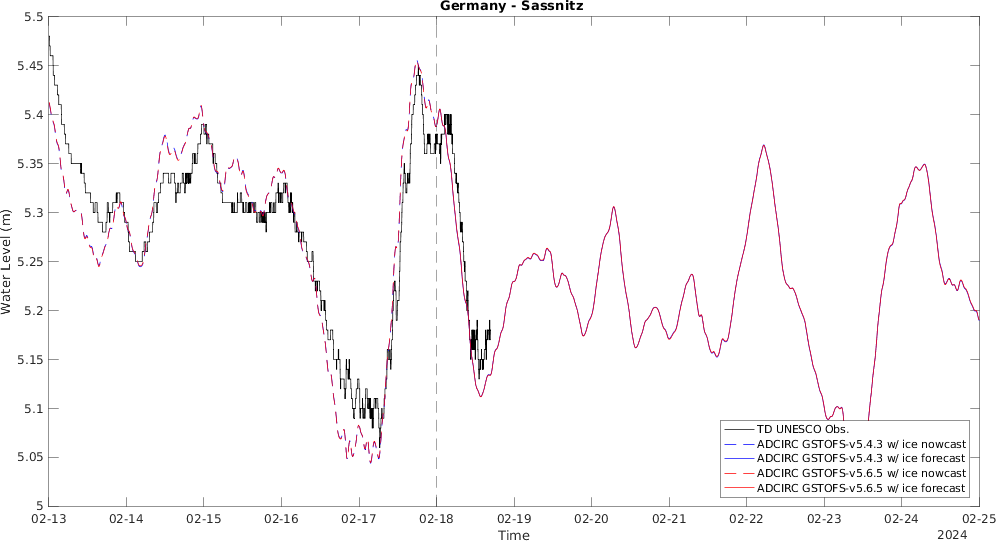 Germany - Sassnitz
5.5
5.45
5.4
5.35
5.3
5.25
5.2
5.15
5.1
5.05
5
Water Level (m)
TD UNESCO Obs.
ADCIRC GSTOFS-v5.4.3 w/ ice nowcast
ADCIRC GSTOFS-v5.4.3 w/ ice forecast
ADCIRC GSTOFS-v5.6.5 w/ ice nowcast
ADCIRC GSTOFS-v5.6.5 w/ ice forecast
02-13 02-14 02-15 02-16 02-17 02-18 02-19 02-20 02-21 02-22 02-23 02-24 02-25
Time
2024